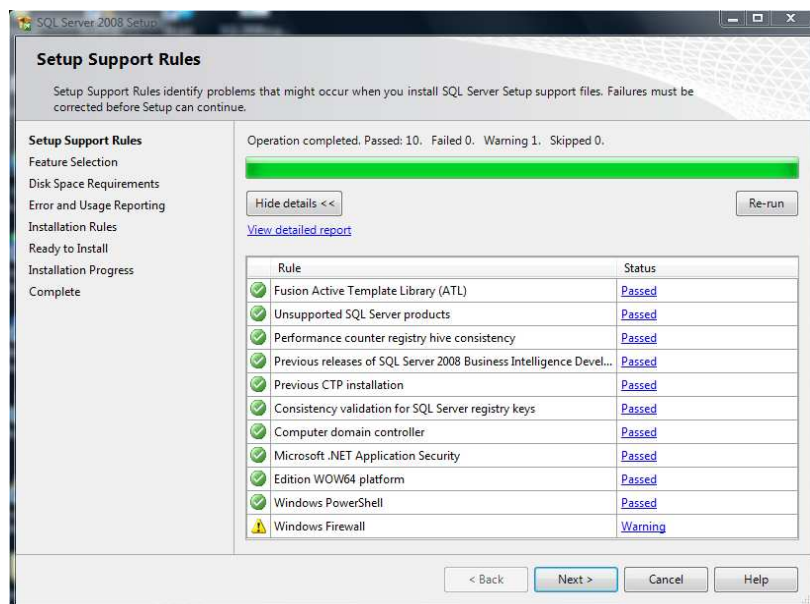 SQL Server 2008 Setup
Setup Support Rules
Setup Support Rules identify problems that might occur when you install SQL Server Setup support files. Failures must be
corrected before Setup can continue.
Setup Support Rules
Feature Selection
Disk Space Requirements
Error and Usage Reporting
Installation Rules
Ready to Install
Installation Progress
Complete
Operation completed. Passed: 10. Failed 0. Warning 1. Skipped 0.
Hide details <<
Re-run
View detailed report
Rule Status
Fusion Active Template Library (ATL) Passed
Unsupported SQL Server products Passed
Performance counter registry hive consistency Passed
Previous releases of SQL Server 2008 Business Intelligence Devel... Passed
Previous CTP installation Passed
Consistency validation for SQL Server registry keys Passed
Computer domain controller Passed
Microsoft .NET Application Security Passed
Edition WOW64 platform Passed
Windows PowerShell Passed
Windows Firewall Warning
< Back Next > Cancel Help